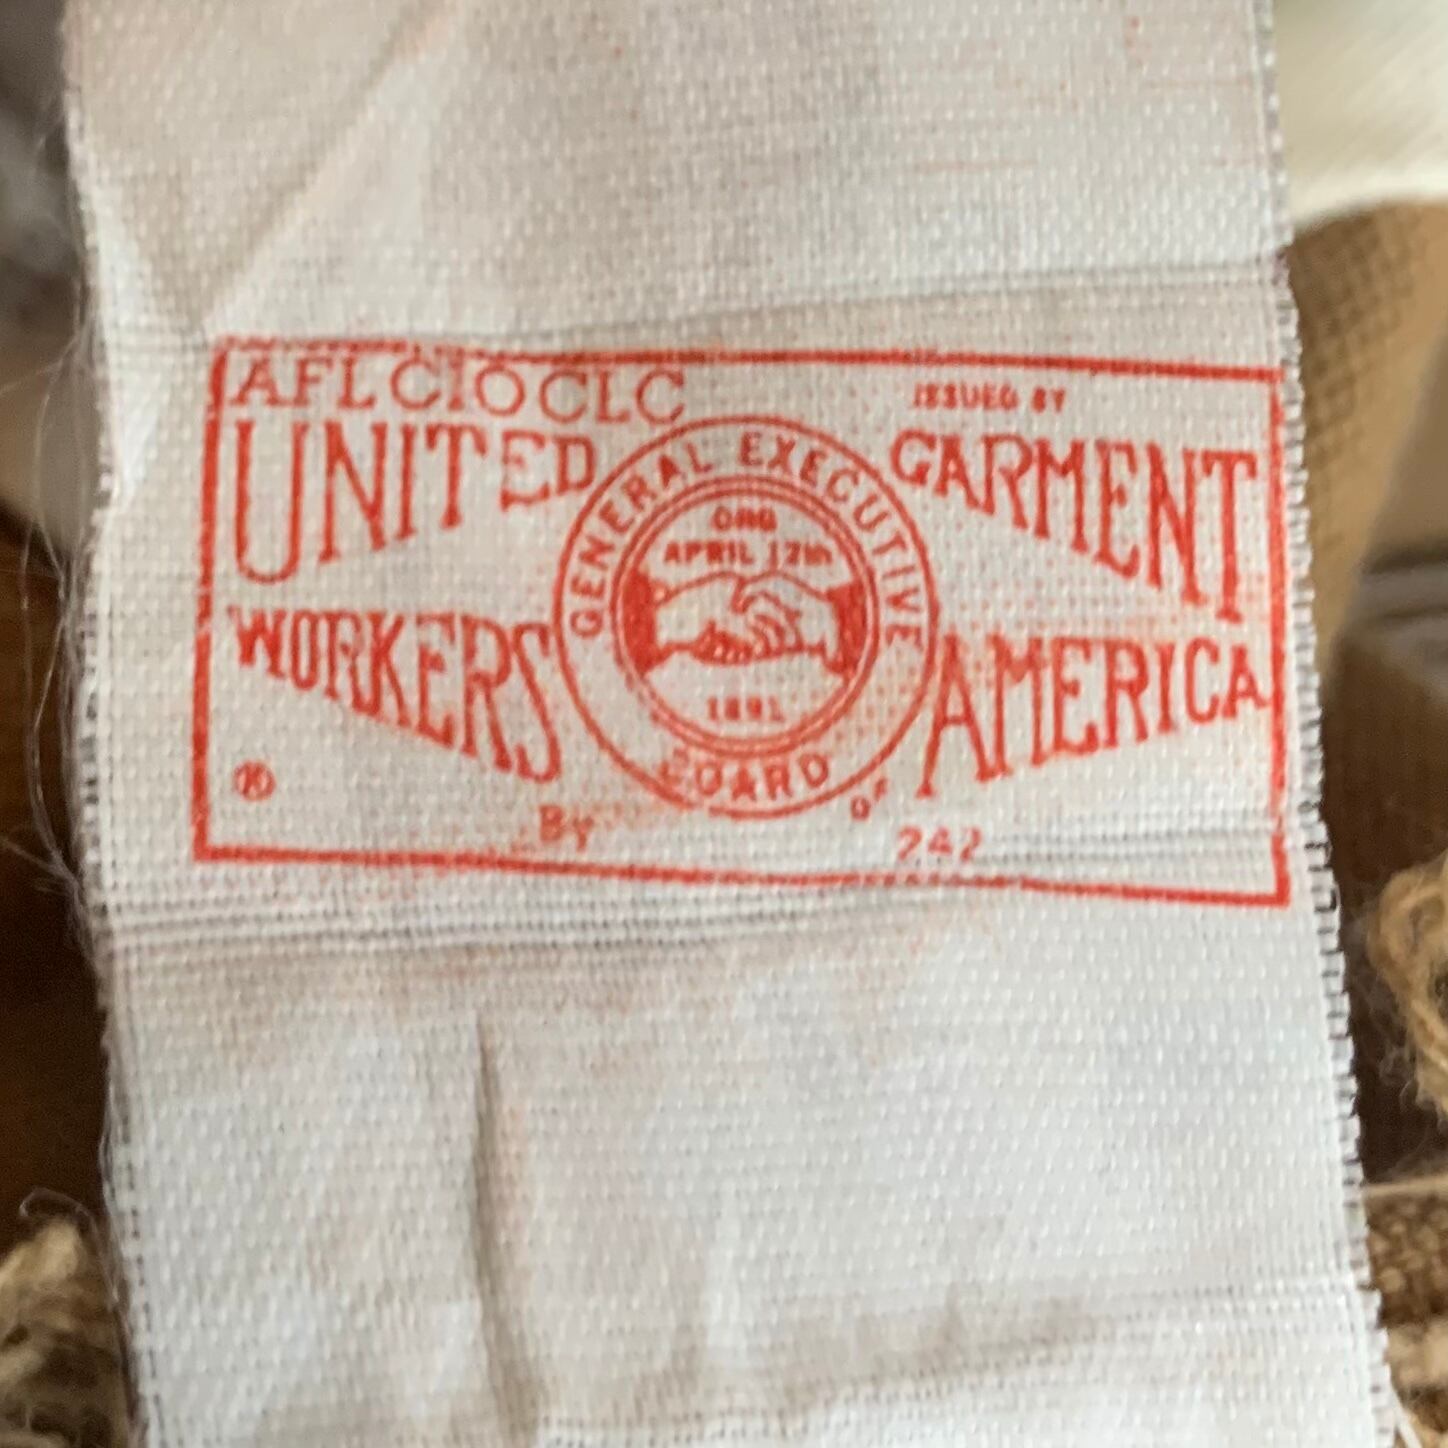 AFL CIO CLC
ISSUED BY
UNITED GARMENT
WORKERS OF AMERICA
GENERAL EXECUTIVE BOARD
ORG
APRIL 12th
1891
®
By
242